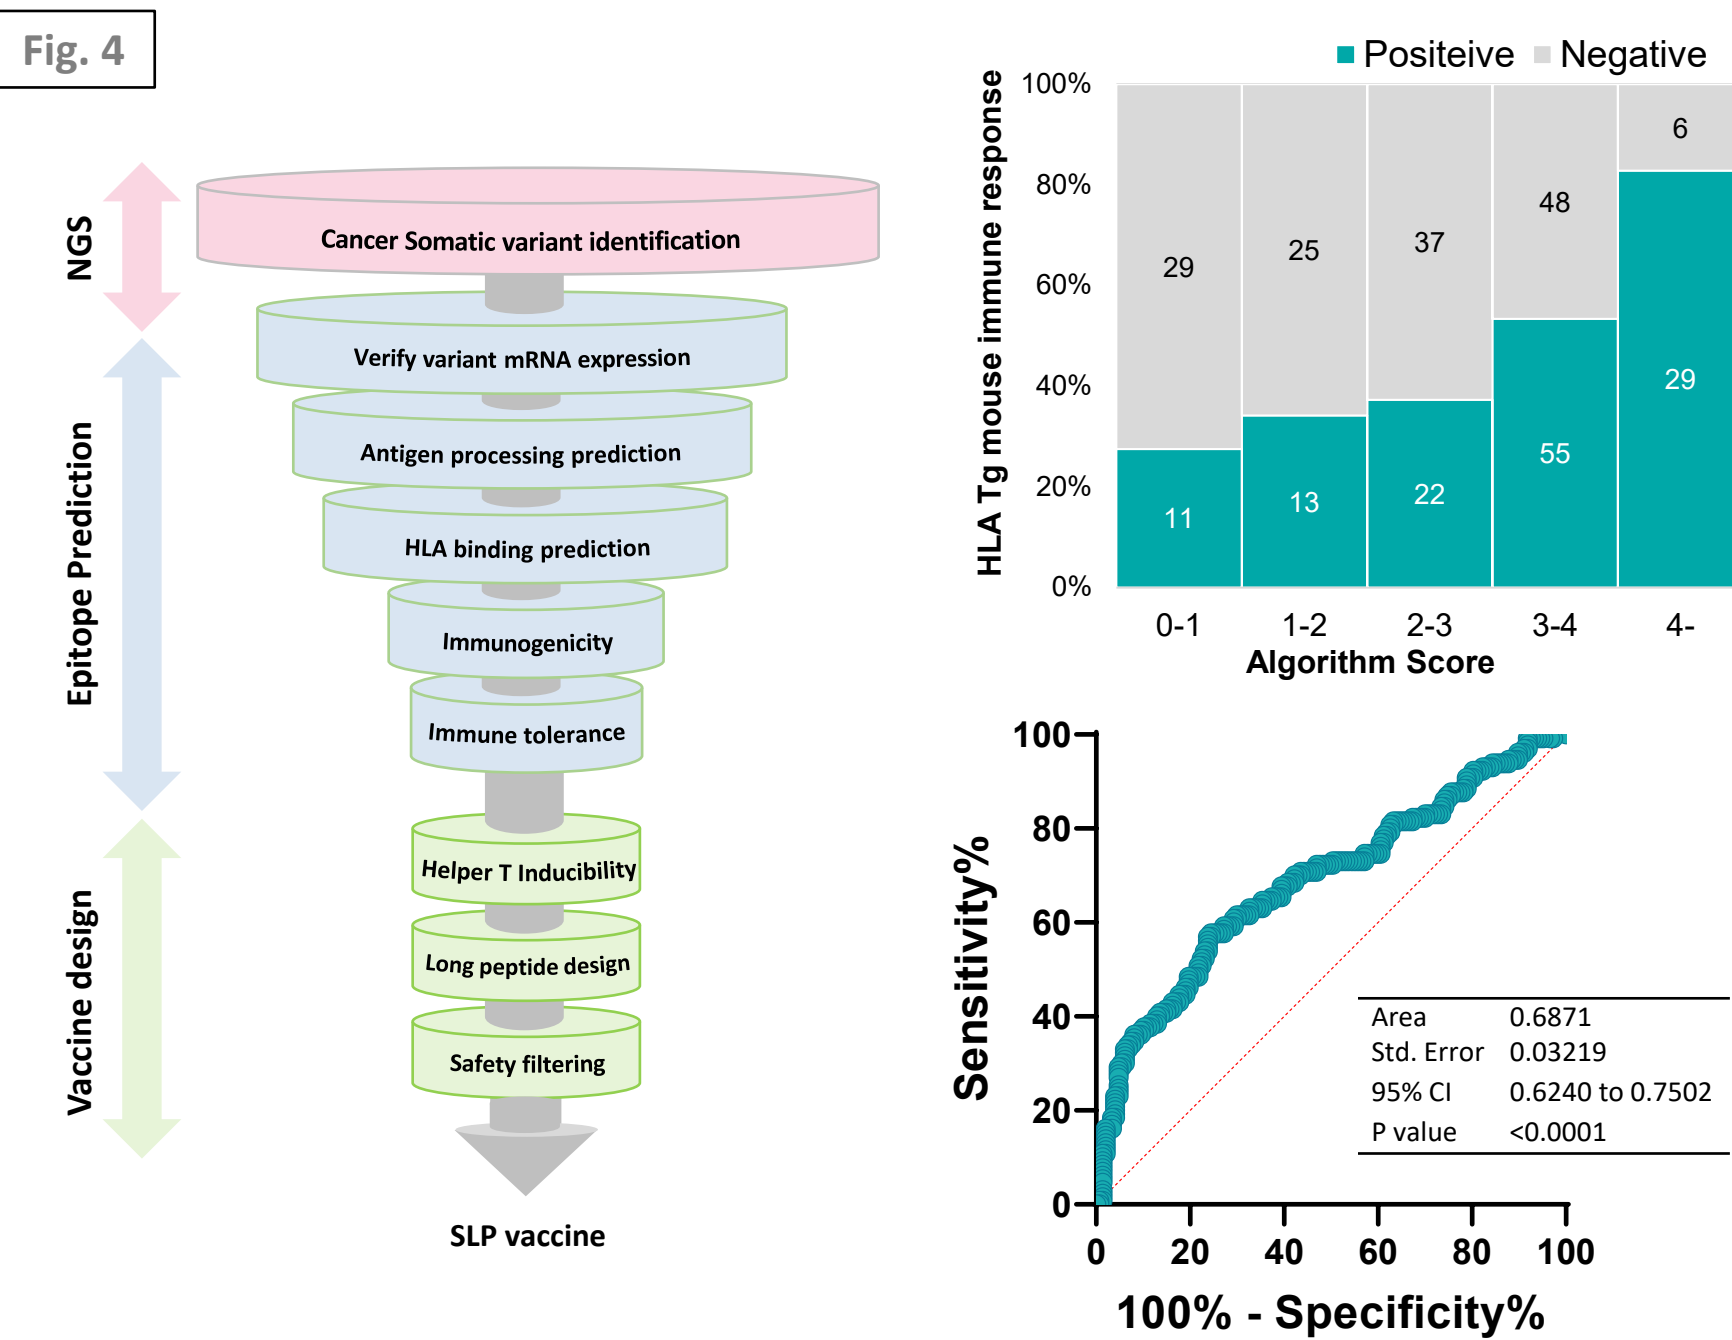 Fig. 4
NGS
Epitope Prediction
Vaccine design
Cancer Somatic variant identification
Verify variant mRNA expression
Antigen processing prediction
HLA binding prediction
Immunogenicity
Immune tolerance
Helper T Inducibility
Long peptide design
Safety filtering
SLP vaccine
Positeive Negative
HLA Tg mouse immune response
100%
80%
60%
40%
20%
0%
29 25 37 48 6
11 13 22 55 29
0-1 1-2 2-3 3-4 4-
Algorithm Score
Sensitivity%
100
80
60
40
20
0
Area 0.6871
Std. Error 0.03219
95% CI 0.6240 to 0.7502
P value <0.0001
0 20 40 60 80 100
100% - Specificity%